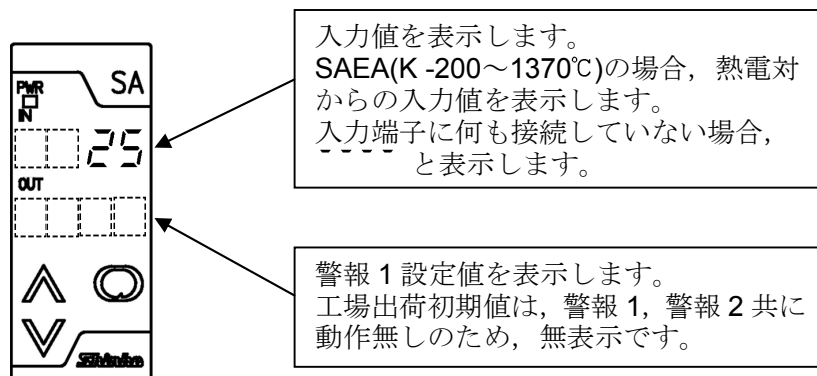 入力値を表示します。
SAEA(K -200～1370℃)の場合，熱電対
からの入力値を表示します。
入力端子に何も接続していない場合，
- - - - と表示します。
PWR
SA
IN
25
OUT
警報 1 設定値を表示します。
工場出荷初期値は，警報 1，警報 2 共に
動作無しのため，無表示です。
Shinko